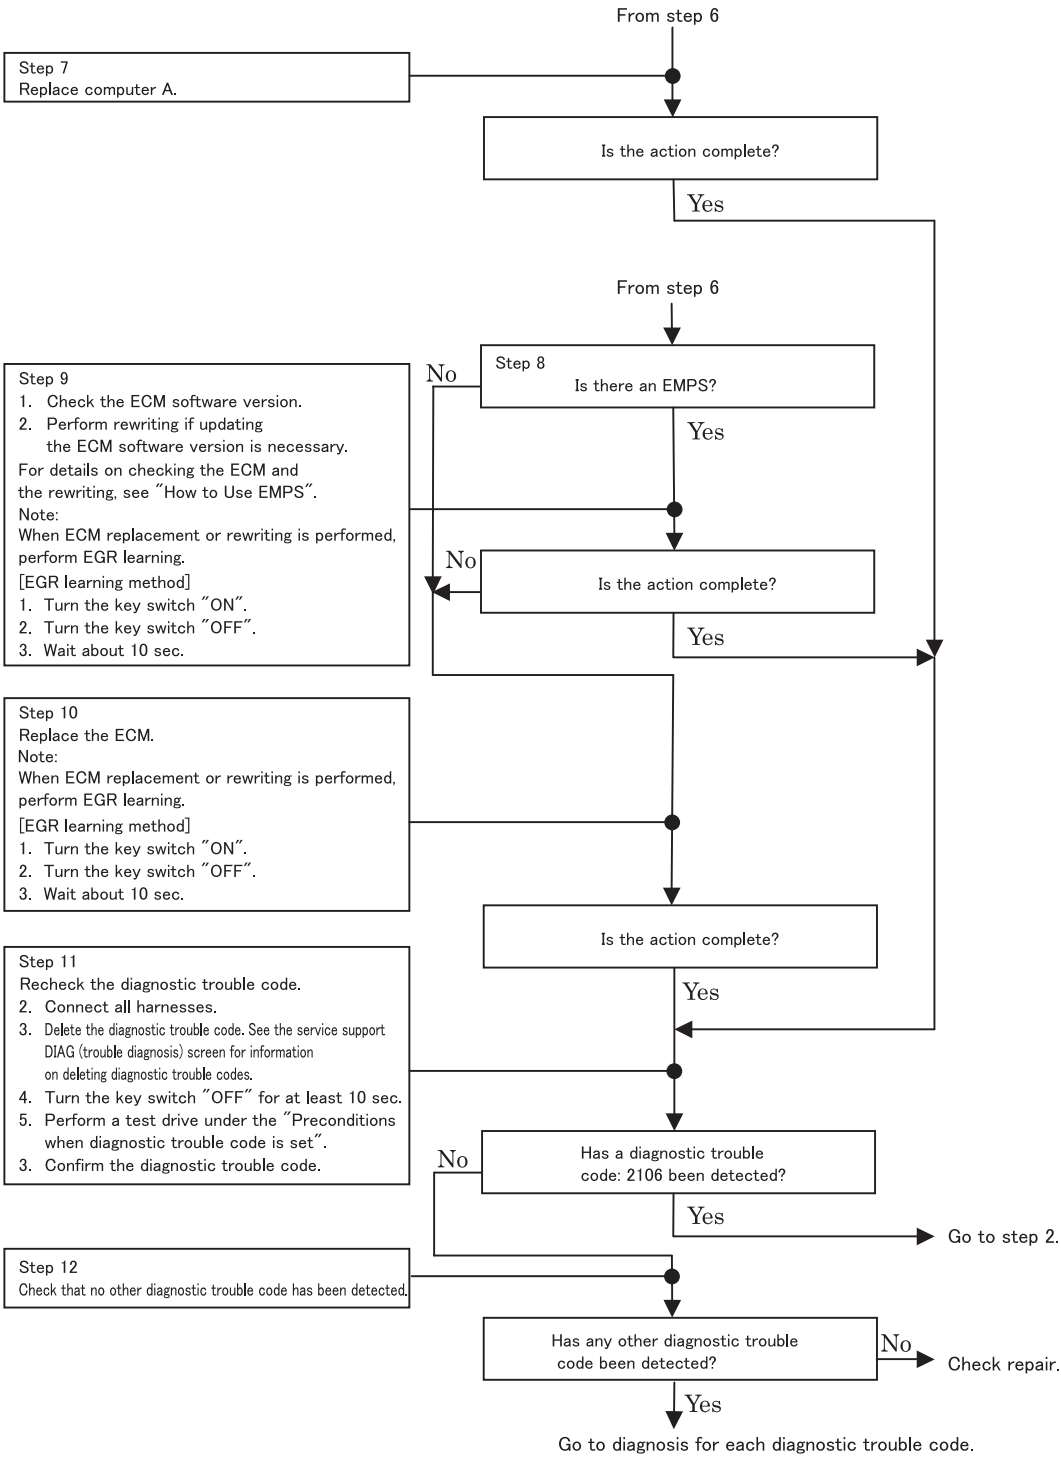 From step 6
Step 7
Replace computer A.
Is the action complete?
Yes
From step 6
Step 8
Is there an EMPS?
No
Yes
Step 9
1. Check the ECM software version.
2. Perform rewriting if updating
the ECM software version is necessary.
For details on checking the ECM and
the rewriting, see "How to Use EMPS".
Note:
When ECM replacement or rewriting is performed,
perform EGR learning.
[EGR learning method]
1. Turn the key switch "ON".
2. Turn the key switch "OFF".
3. Wait about 10 sec.
No
Is the action complete?
Yes
Step 10
Replace the ECM.
Note:
When ECM replacement or rewriting is performed,
perform EGR learning.
[EGR learning method]
1. Turn the key switch "ON".
2. Turn the key switch "OFF".
3. Wait about 10 sec.
Is the action complete?
Yes
Step 11
Recheck the diagnostic trouble code.
2. Connect all harnesses.
3. Delete the diagnostic trouble code. See the service support
DIAG (trouble diagnosis) screen for information
on deleting diagnostic trouble codes.
4. Turn the key switch "OFF" for at least 10 sec.
5. Perform a test drive under the "Preconditions
when diagnostic trouble code is set".
3. Confirm the diagnostic trouble code.
Has a diagnostic trouble
code: 2106 been detected?
No
Yes
Go to step 2.
Step 12
Check that no other diagnostic trouble code has been detected.
Has any other diagnostic trouble
code been detected?
No
Check repair.
Yes
Go to diagnosis for each diagnostic trouble code.